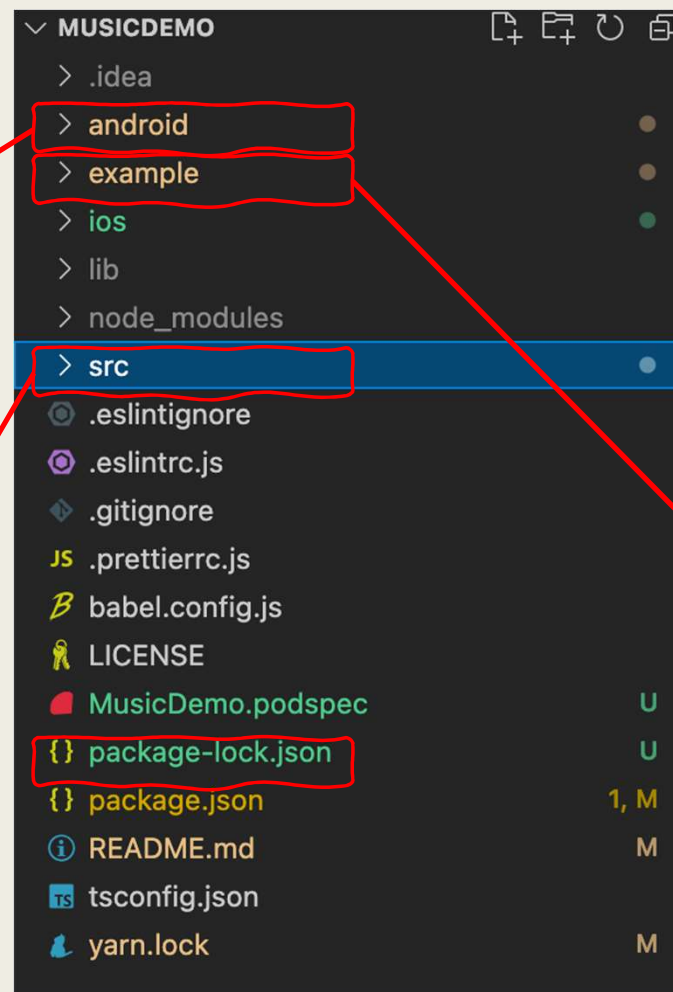 MUSICDEMO
.idea
android
example
ios
lib
node_modules
src
.eslintignore
.eslintrc.js
.gitignore
JS .prettierrc.js
babel.config.js
LICENSE
MusicDemo.podspec U
{} package-lock.json U
{} package.json 1, M
README.md M
TS tsconfig.json
yarn.lock M